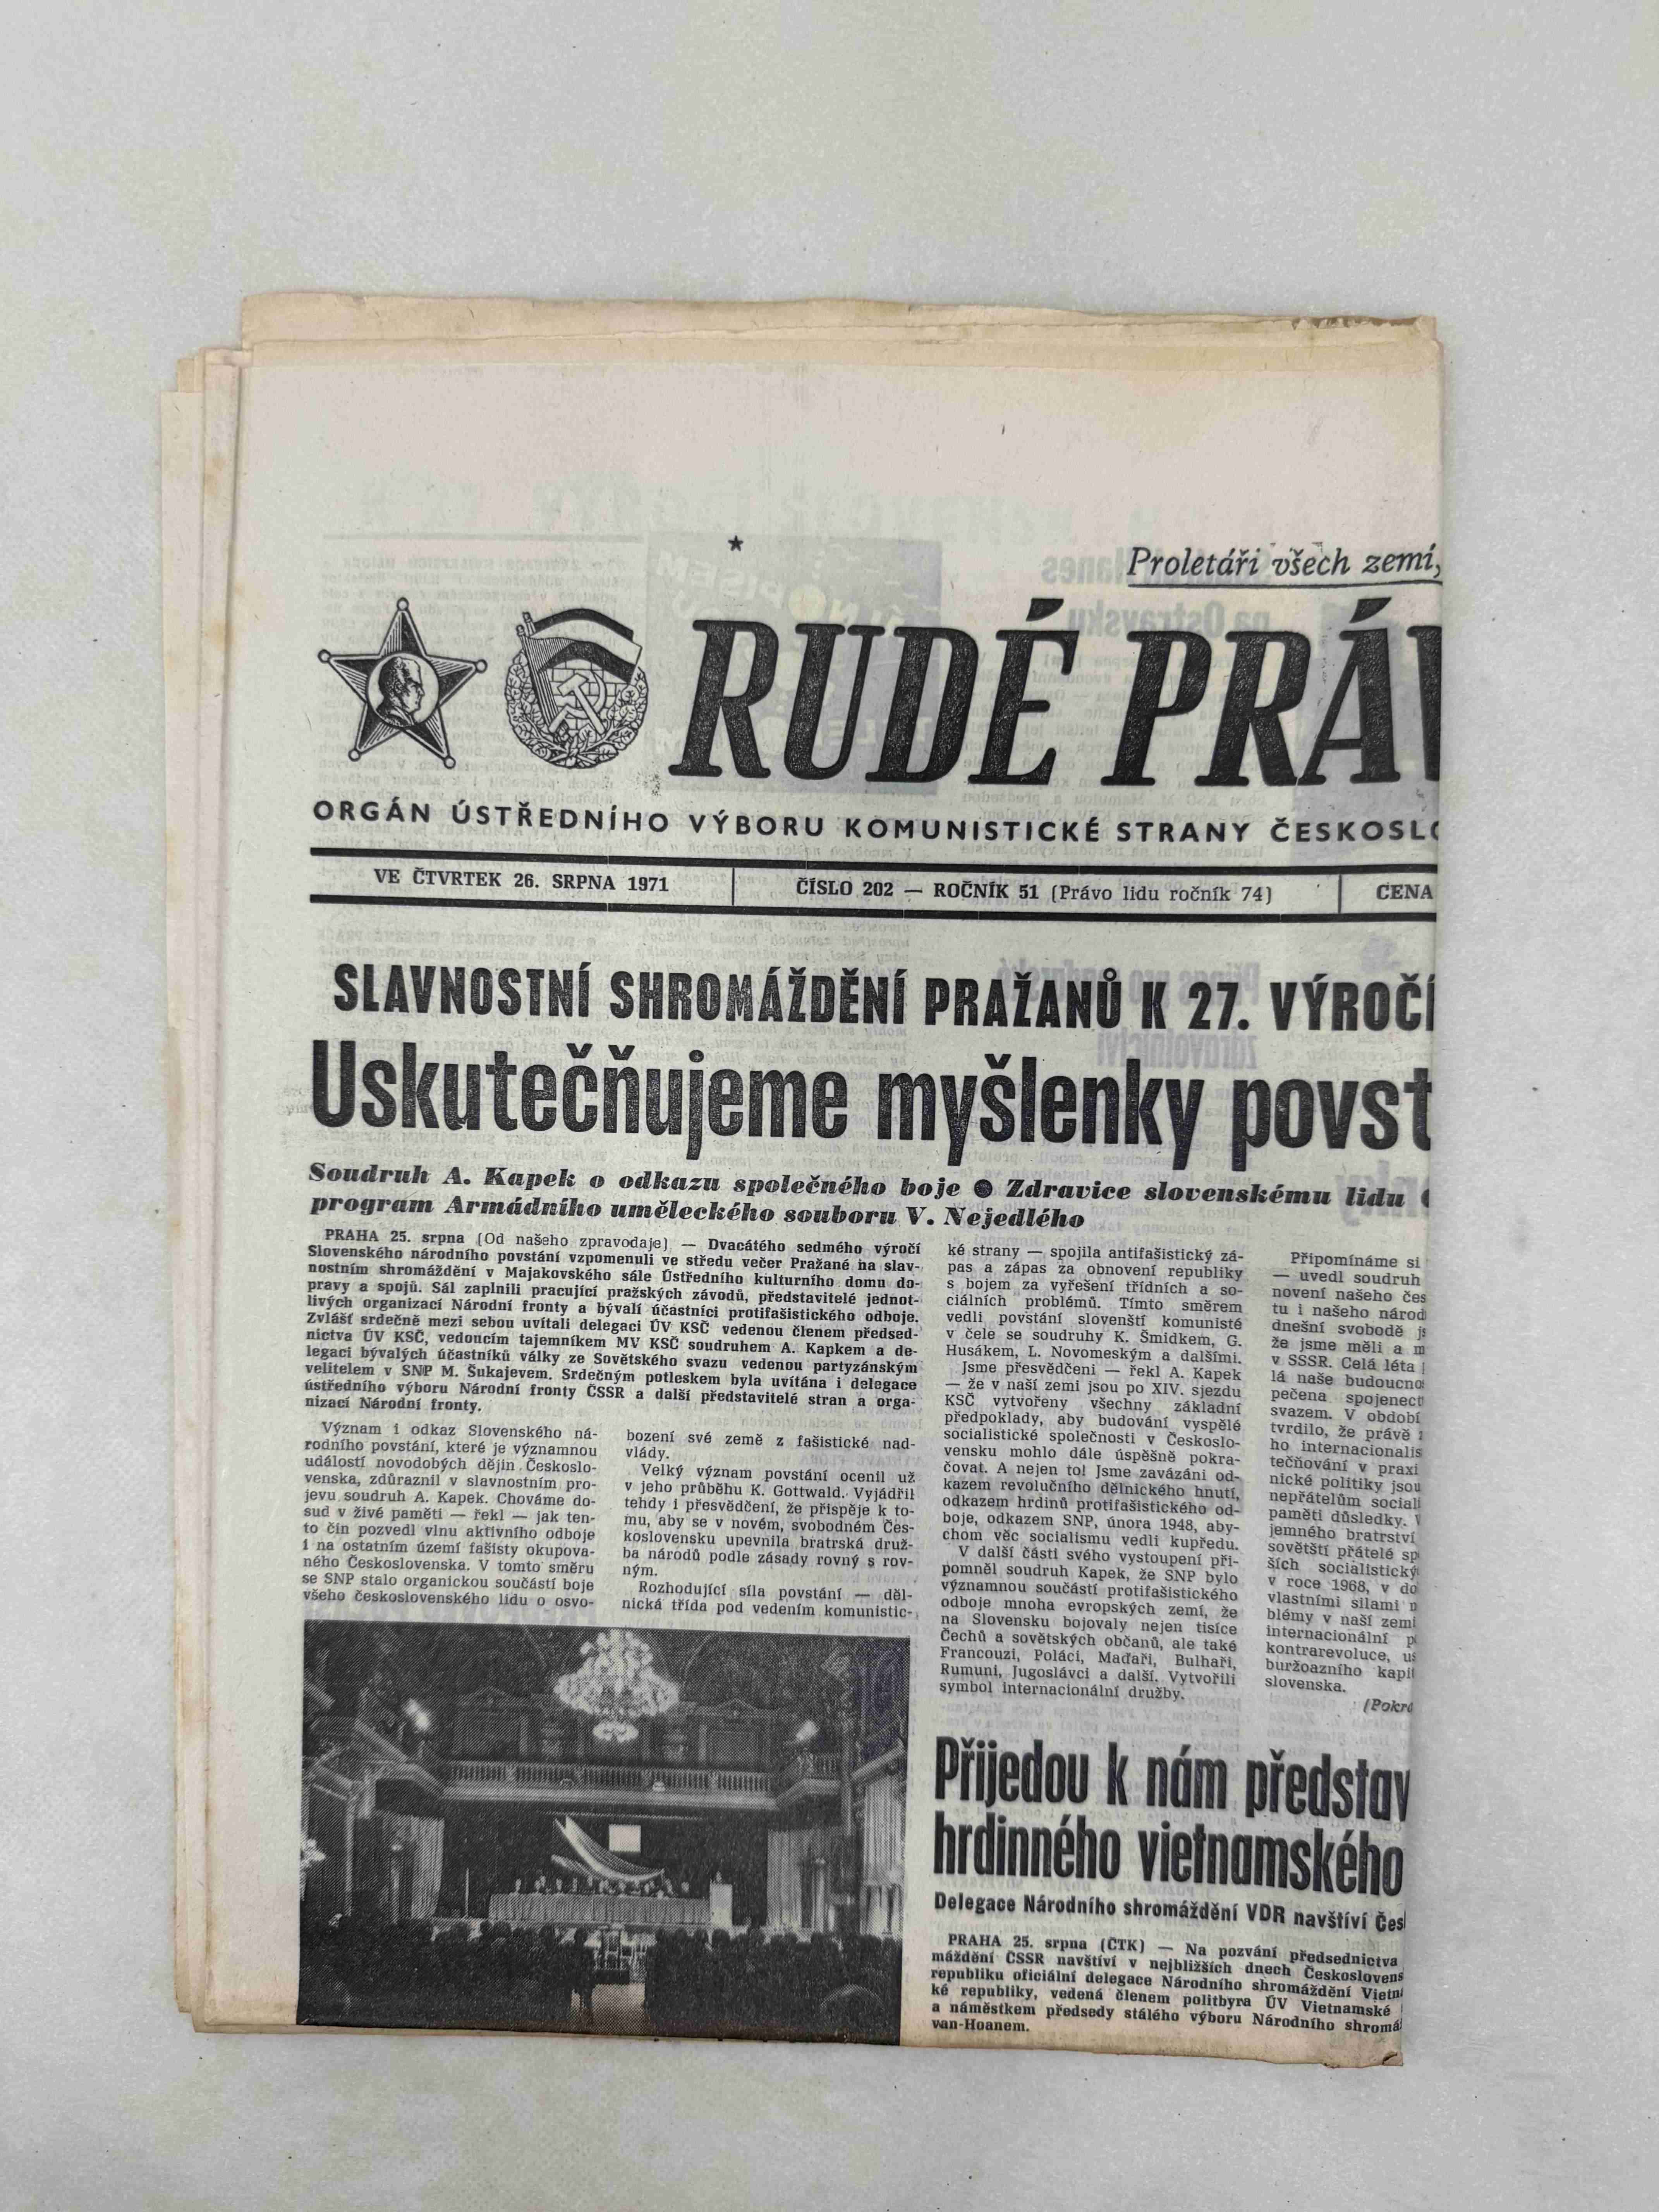 Proletáři všech zemí,
RUDÉ PRÁV
ORGÁN ÚSTŘEDNÍHO VÝBORU KOMUNISTICKÉ STRANY ČESKOSLO
VE ČTVRTEK 26. SRPNA 1971
ČÍSLO 202 — ROČNÍK 51 (Právo lidu ročník 74)
CENA
SLAVNOSTNÍ SHROMÁŽDĚNÍ PRAŽANŮ K 27. VÝROČÍ
Uskutečňujeme myšlenky povst
Soudruh A. Kapek o odkazu společného boje ● Zdravice slovenskému lidu
program Armádního uměleckého souboru V. Nejedlého
PRAHA 25. srpna (Od našeho zpravodaje) — Dvacátého sedmého výročí
Slovenského národního povstání vzpomenuli ve středu večer Pražané na slav-
nostním shromáždění v Majakovského sále Ústředního kulturního domu do-
pravy a spojů. Sál zaplnili pracující pražských závodů, představitelé jednot-
livých organizací Národní fronty a bývalí účastníci protifašistického odboje.
Zvlášť srdečně mezi sebou uvítali delegaci ÚV KSČ vedenou členem předsed-
nictva ÚV KSČ, vedoucím tajemníkem MV KSČ soudruhem A. Kapkem a de-
legaci bývalých účastníků války ze Sovětského svazu vedenou partyzánským
velitelem v SNP M. Šukajevem. Srdečným potleskem byla uvítána i delegace
ústředního výboru Národní fronty ČSSR a další představitelé stran a orga-
nizací Národní fronty.
Význam i odkaz Slovenského ná-
rodního povstání, které je významnou
událostí novodobých dějin Českoslo-
venska, zdůraznil v slavnostním pro-
jevu soudruh A. Kapek. Chováme do-
sud v živé paměti — řekl — jak ten-
to čin pozvedl vlnu aktivního odboje
i na ostatním území fašisty okupova-
ného Československa. V tomto směru
se SNP stalo organickou součástí boje
všeho československého lidu o osvo-
bození své země z fašistické nad-
vlády.
Velký význam povstání ocenil už
v jeho průběhu K. Gottwald. Vyjádřil
tehdy i přesvědčení, že přispěje k to-
mu, aby se v novém, svobodném Čes-
koslovensku upevnila bratrská druž-
ba národů podle zásady rovný s rov-
ným.
Rozhodující síla povstání — děl-
nická třída pod vedením komunistic-
ké strany — spojila antifašistický zá-
pas a zápas za obnovení republiky
s bojem za vyřešení třídních a so-
ciálních problémů. Tímto směrem
vedli povstání slovenští komunisté
v čele se soudruhy K. Šmidkem, G.
Husákem, L. Novomeským a dalšími.
Jsme přesvědčeni — řekl A. Kapek
— že v naší zemi jsou po XIV. sjezdu
KSČ vytvořeny všechny základní
předpoklady, aby budování vyspělé
socialistické společnosti v Českoslo-
vensku mohlo dále úspěšně pokra-
čovat. A nejen to! Jsme zavázáni od-
kazem revolučního dělnického hnutí,
odkazem hrdinů protifašistického od-
boje, odkazem SNP, února 1948, aby-
chom věc socialismu vedli kupředu.
V další části svého vystoupení při-
pomněl soudruh Kapek, že SNP bylo
významnou součástí protifašistického
odboje mnoha evropských zemí, že
na Slovensku bojovaly nejen tisíce
Čechů a sovětských občanů, ale také
Francouzi, Poláci, Maďaři, Bulhaři,
Rumuni, Jugoslávci a další. Vytvořili
symbol internacionální družby.
Připomínáme si
— uvedl soudruh
novení našeho čes
tu i našeho národ
dnešní svobodě
že jsme měli a m
v SSSR. Celá léta
lá naše budoucno
pečena spojenect
svazem. V období
tvrdilo, že právě
ho internacionalis
tečňování v praxi
nické politiky jsou
nepřátelům sociali
paměti důsledky.
jemného bratrství
sovětští přátelé sp
ších socialistický
v roce 1968, v do
vlastními silami n
blémy v naší zemi
internacionální p
kontrarevoluce, us
buržoazního kapi
slovenska.
(Pokra
Přijedou k nám představ
hrdinného vietnamského
Delegace Národního shromáždění VDR navštíví Čes
PRAHA 25. srpna (ČTK) — Na pozvání předsednictva
máždění ČSSR navštíví v nejbližších dnech Českoslovens
republiku oficiální delegace Národního shromáždění Vietn
ké republiky, vedená členem politbyra ÚV Vietnamské
a náměstkem předsedy stálého výboru Národního shromá
van-Hoanem.